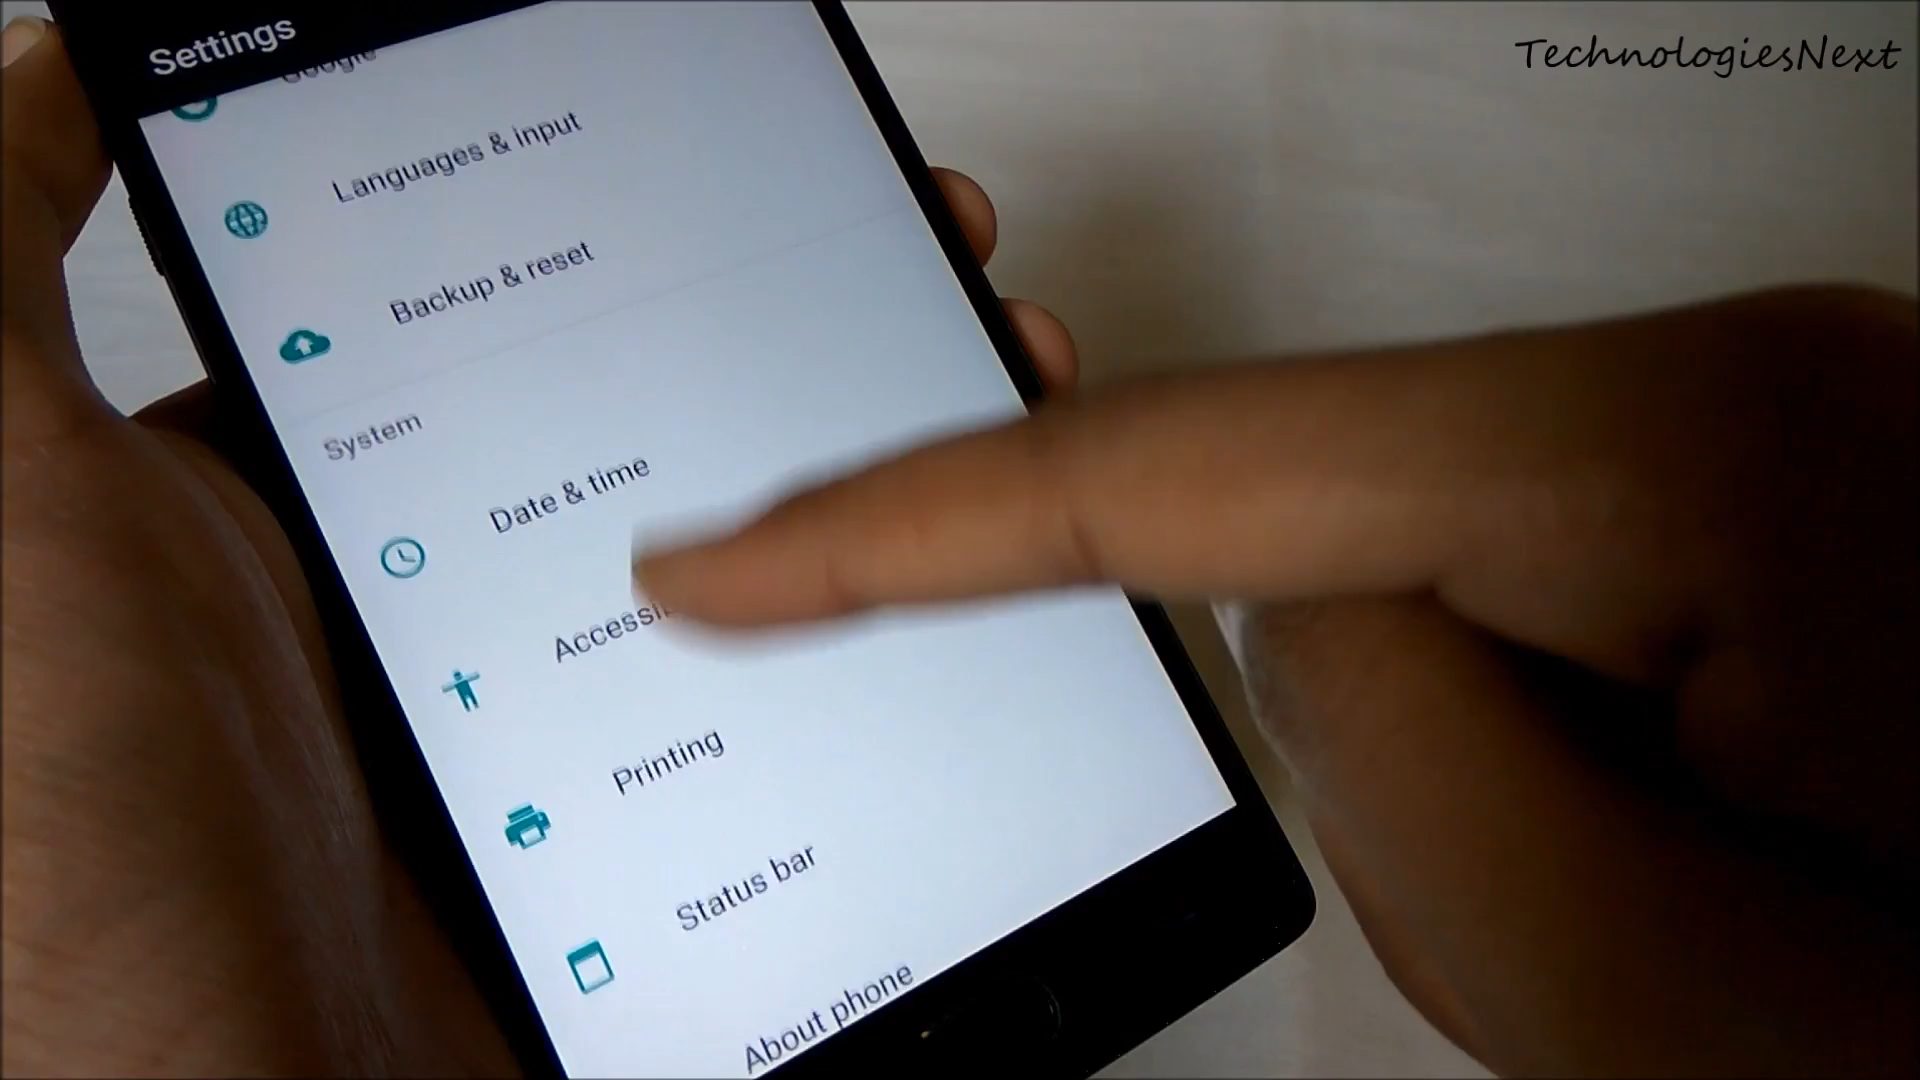 TechnologiesNext
Settings
Google
Languages & input
Backup & reset
System
Date & time
Accessi
Printing
Status bar
About phone